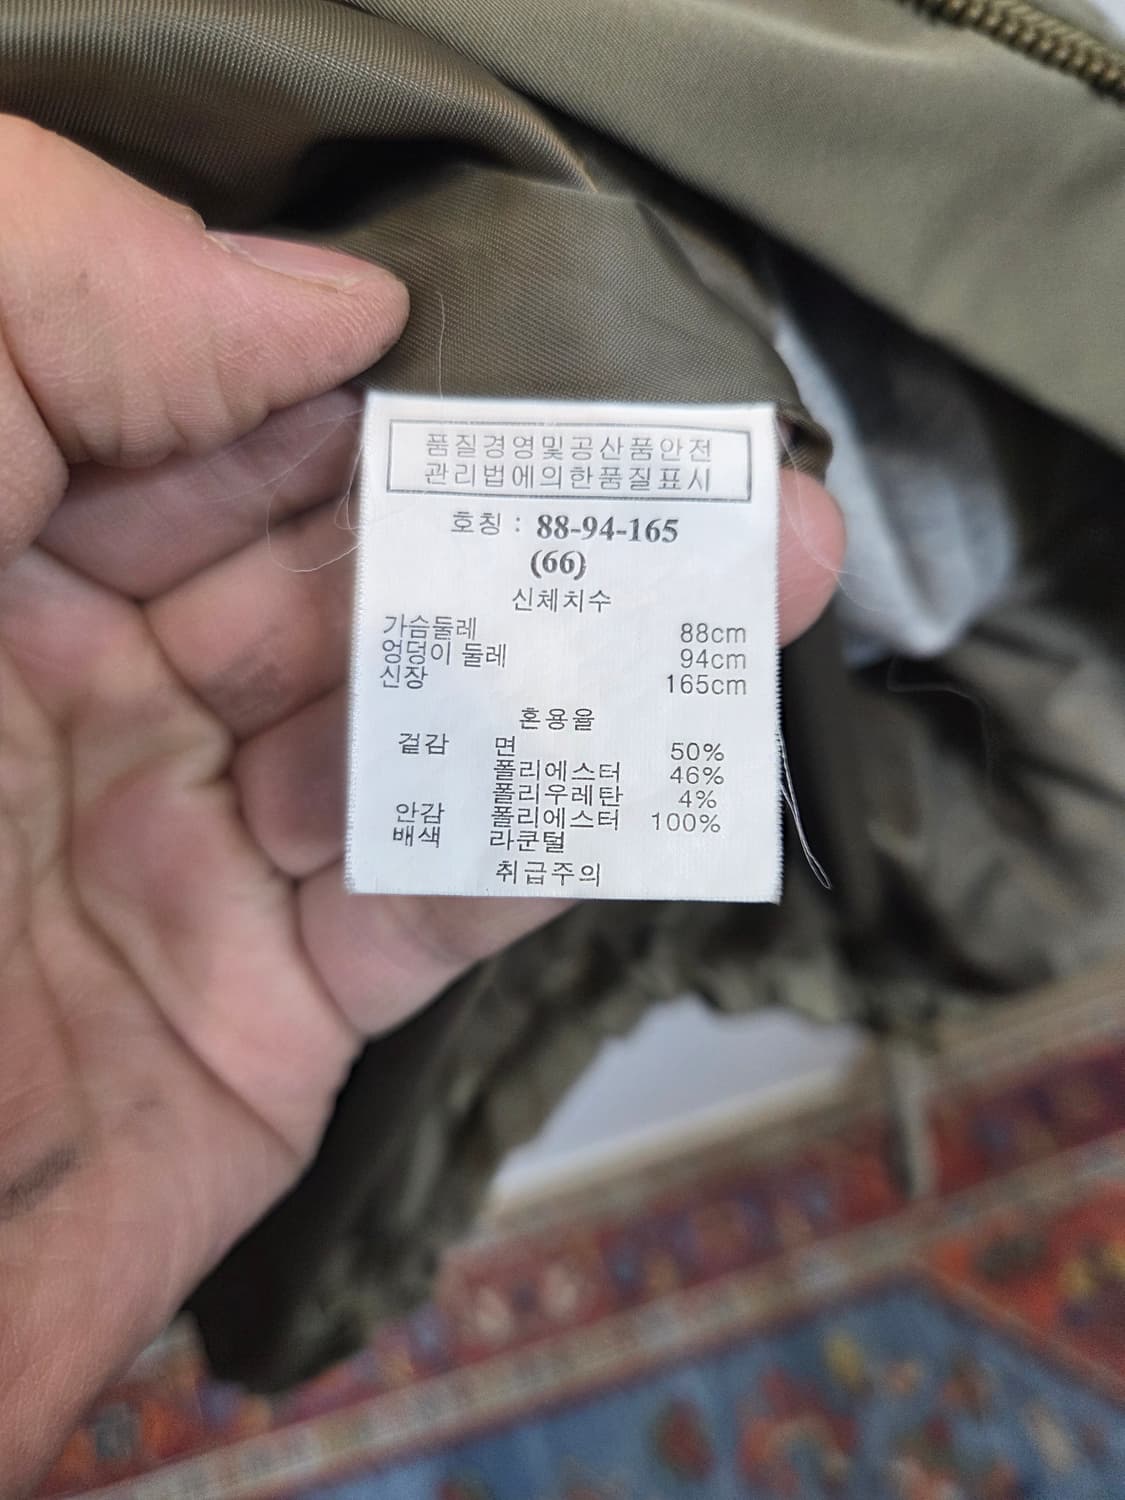 품질경영및공산품안전
관리법에의한품질표시
호칭 : 88-94-165
(66)
신체치수
가슴둘레 88cm
엉덩이 둘레 94cm
신장 165cm
혼용율
겉감 면 50%
폴리에스터 46%
폴리우레탄 4%
안감 폴리에스터 100%
배색 라쿤털
취급주의